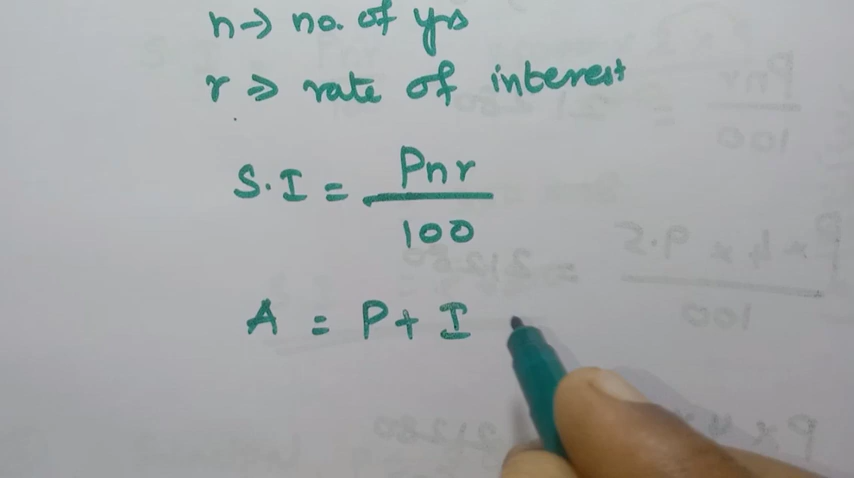 n→ no. of yrs
r ⇒ rate of interest
S.I = Pnr
100
A = P + I